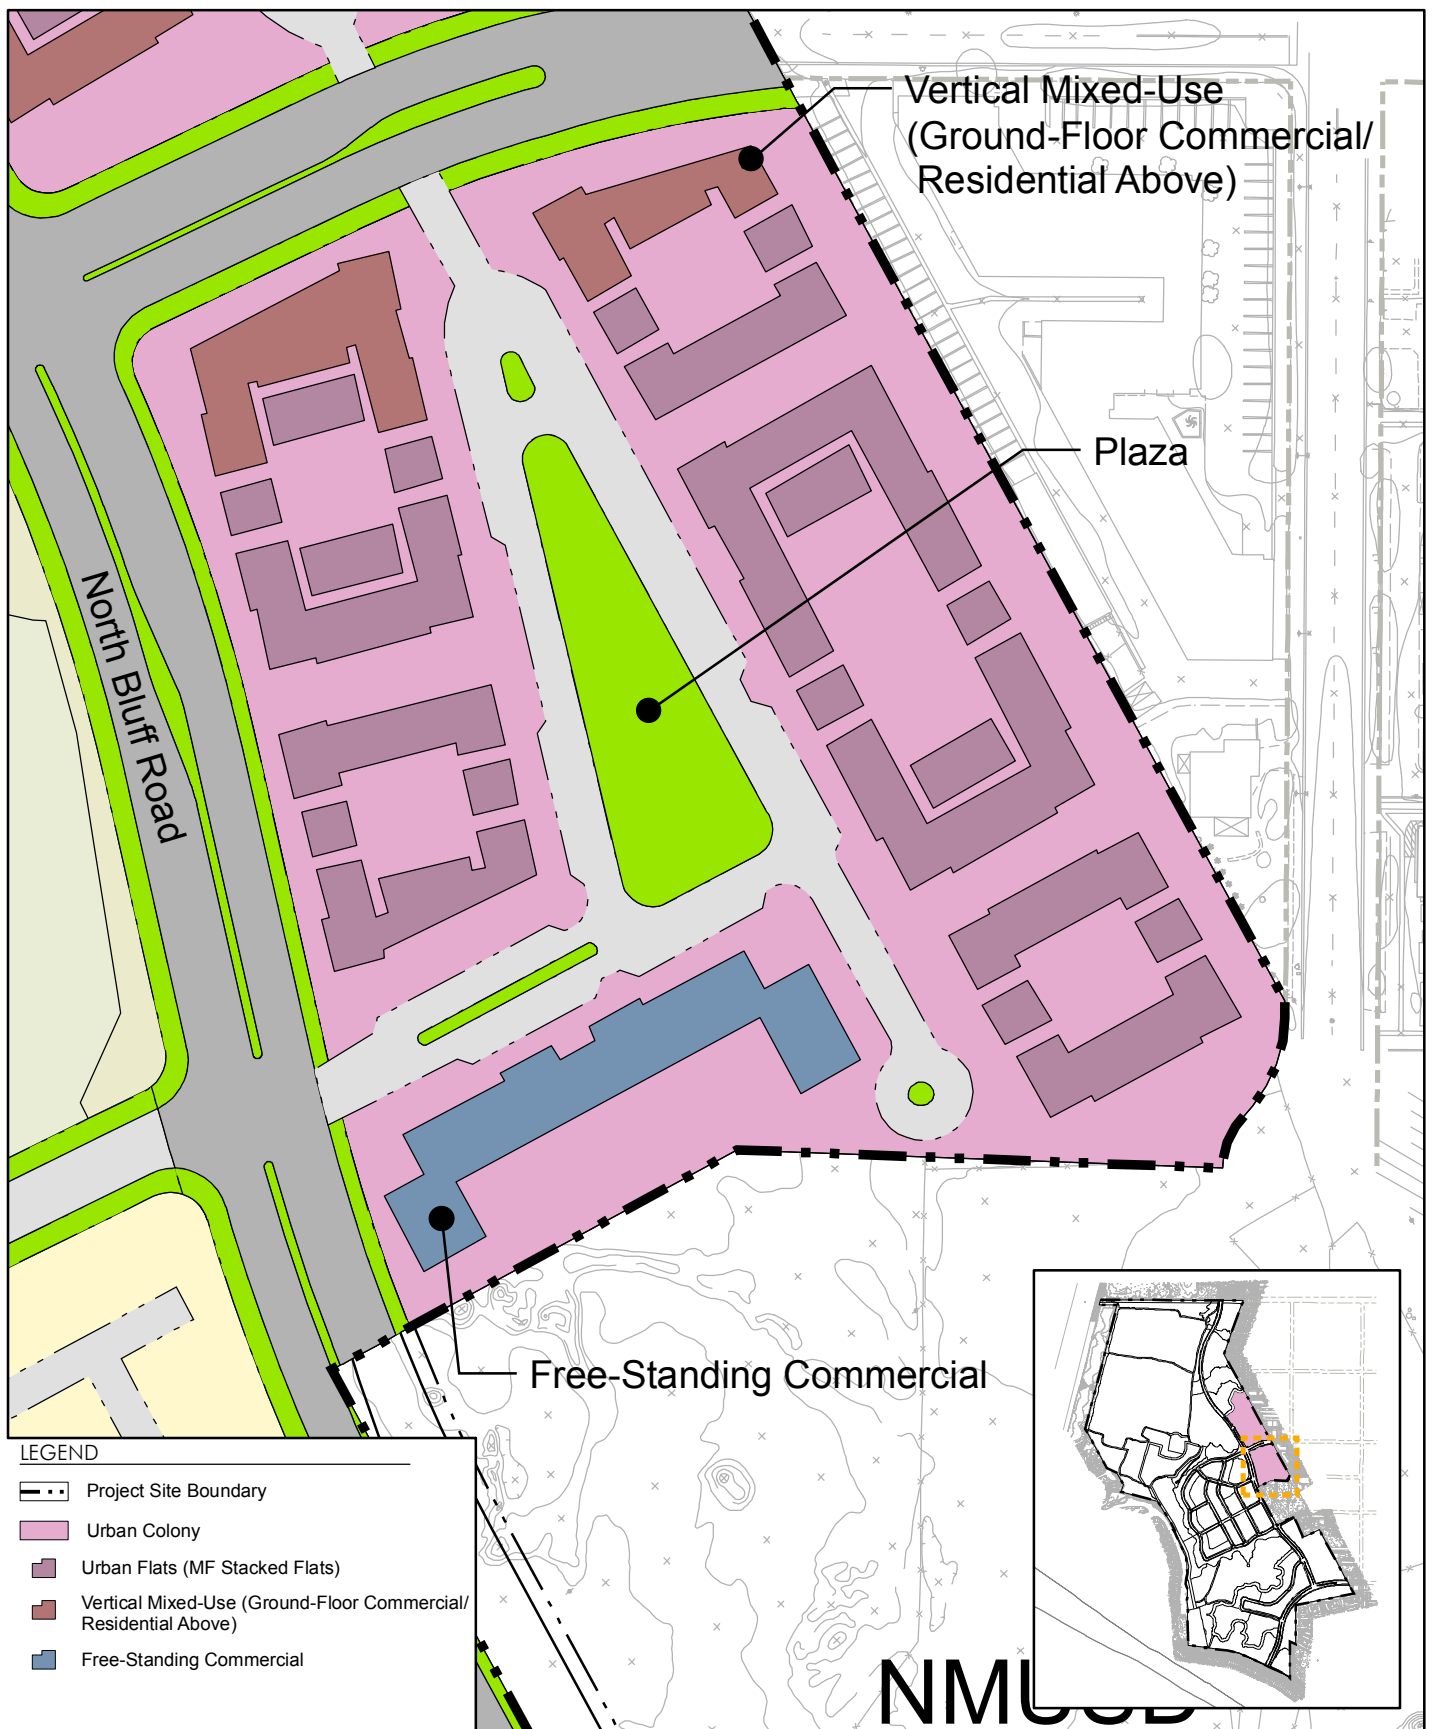 Vertical Mixed-Use
(Ground-Floor Commercial/
Residential Above)
Plaza
North Bluff Road
Free-Standing Commercial
LEGEND
Project Site Boundary
Urban Colony
Urban Flats (MF Stacked Flats)
Vertical Mixed-Use (Ground-Floor Commercial/
Residential Above)
Free-Standing Commercial
NMUSD